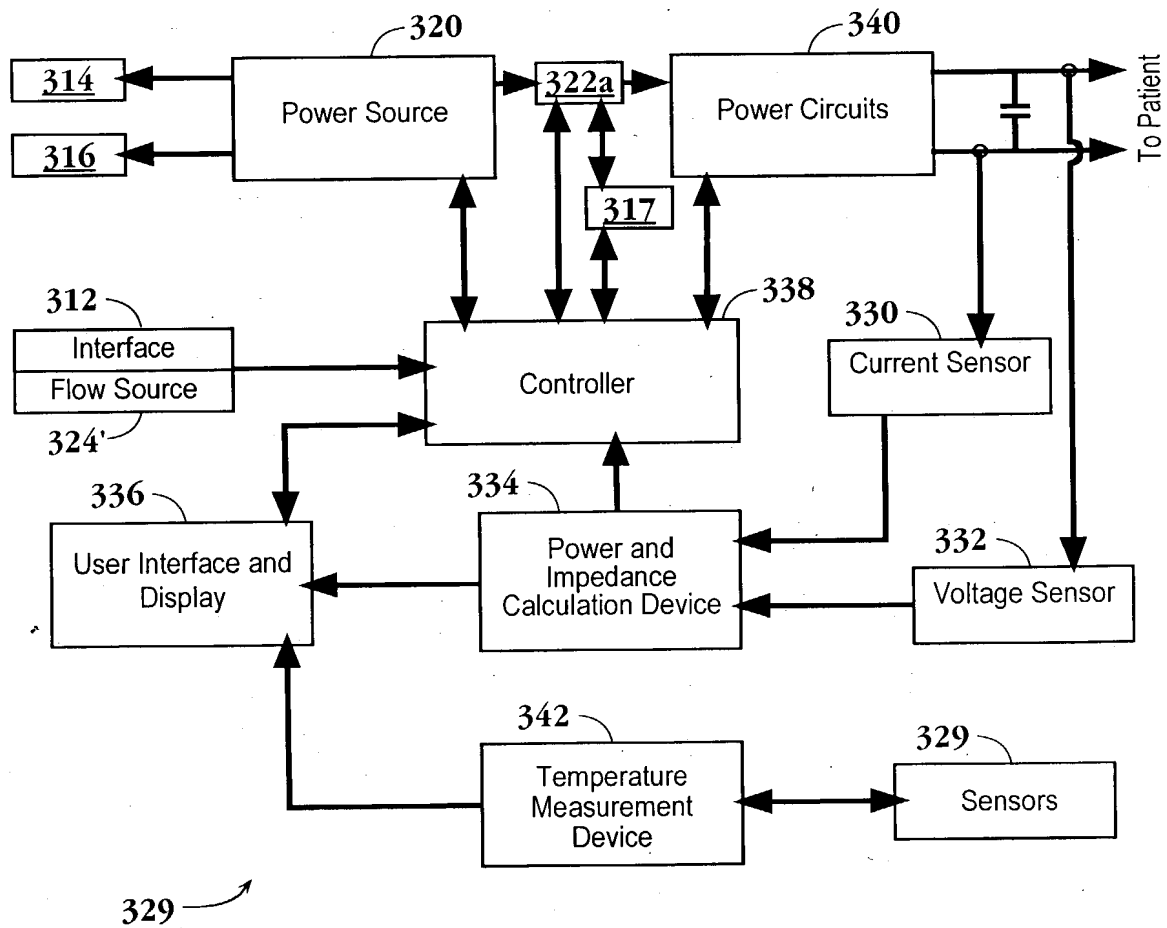 320
340
314
Power Source
322a
Power Circuits
To Patient
316
317
312
338
330
Interface
Flow Source
Controller
Current Sensor
324'
336
334
332
User Interface and
Display
Power and
Impedance
Calculation Device
Voltage Sensor
342
329
Temperature
Measurement
Device
Sensors
329